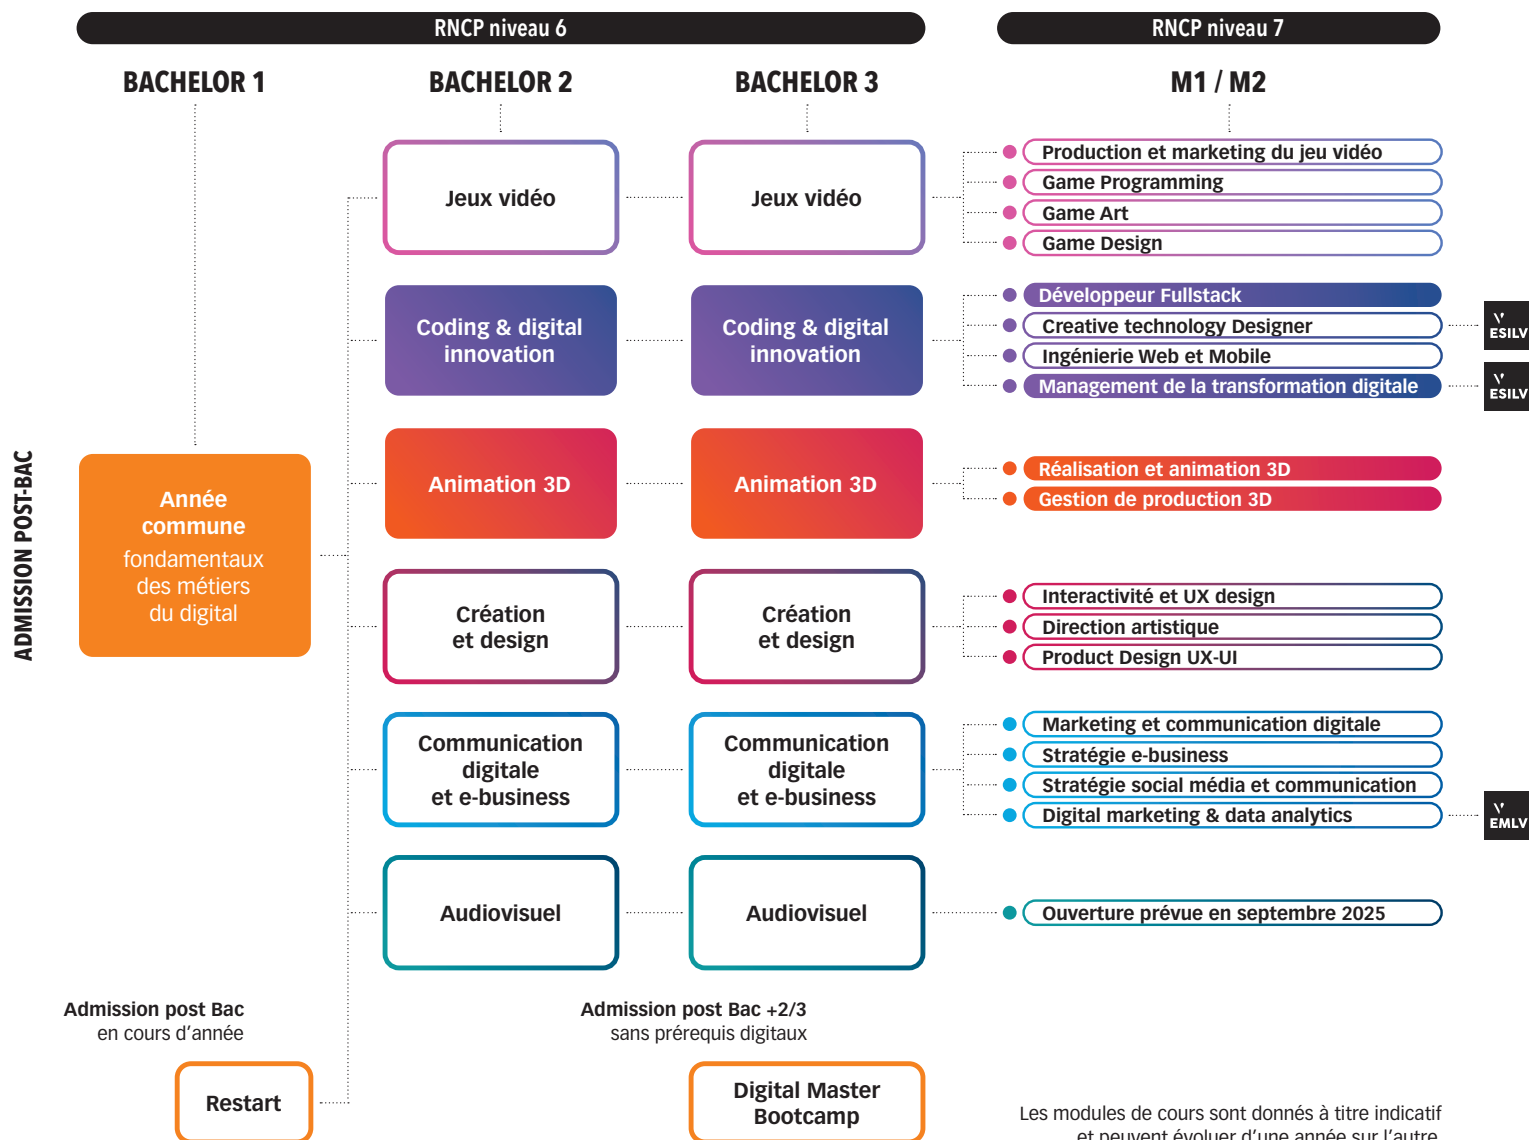 RNCP niveau 6
RNCP niveau 7
BACHELOR 1
BACHELOR 2
BACHELOR 3
M1 / M2
ADMISSION POST-BAC
Année
commune
fondamentaux
des métiers
du digital
Jeux vidéo
Jeux vidéo
Production et marketing du jeu vidéo
Game Programming
Game Art
Game Design
Coding & digital
innovation
Coding & digital
innovation
Développeur Fullstack
Creative technology Designer
ESILV
Ingénierie Web et Mobile
Management de la transformation digitale
ESILV
Animation 3D
Animation 3D
Réalisation et animation 3D
Gestion de production 3D
Création
et design
Création
et design
Interactivité et UX design
Direction artistique
Product Design UX-UI
Communication
digitale
et e-business
Communication
digitale
et e-business
Marketing et communication digitale
Stratégie e-business
Stratégie social média et communication
Digital marketing & data analytics
EMLV
Audiovisuel
Audiovisuel
Ouverture prévue en septembre 2025
Admission post Bac
en cours d'année
Restart
Admission post Bac +2/3
sans prérequis digitaux
Digital Master
Bootcamp
Les modules de cours sont donnés à titre indicatif
et peuvent évoluer d'une année sur l'autre.